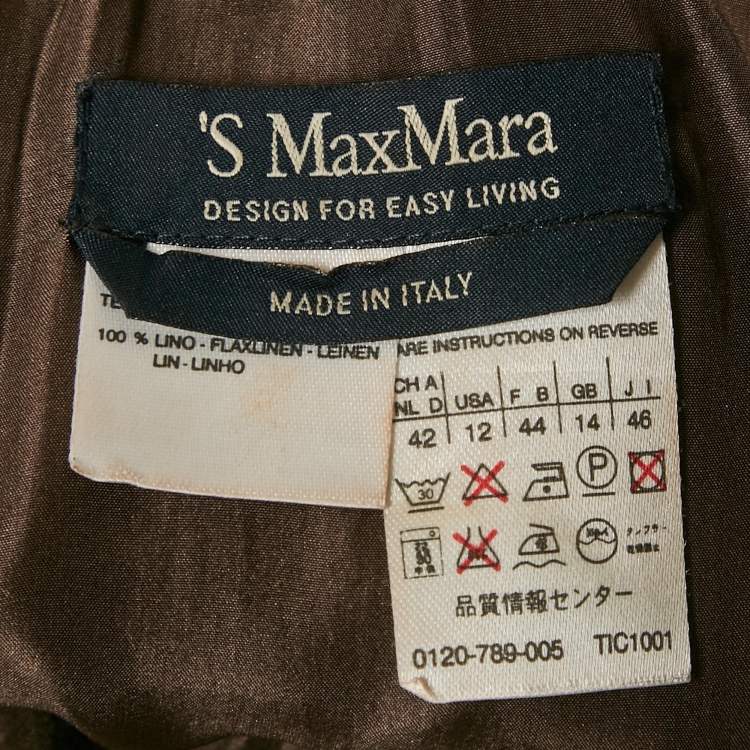 'S MaxMara
DESIGN FOR EASY LIVING
MADE IN ITALY
100 % LINO - FLAXLINEN - LEINEN
LIN - LINHO
ARE INSTRUCTIONS ON REVERSE
CH A USA F B GB J I
NL D
42 12 44 14 46
30
P
品質情報センター
0120-789-005 TIC1001